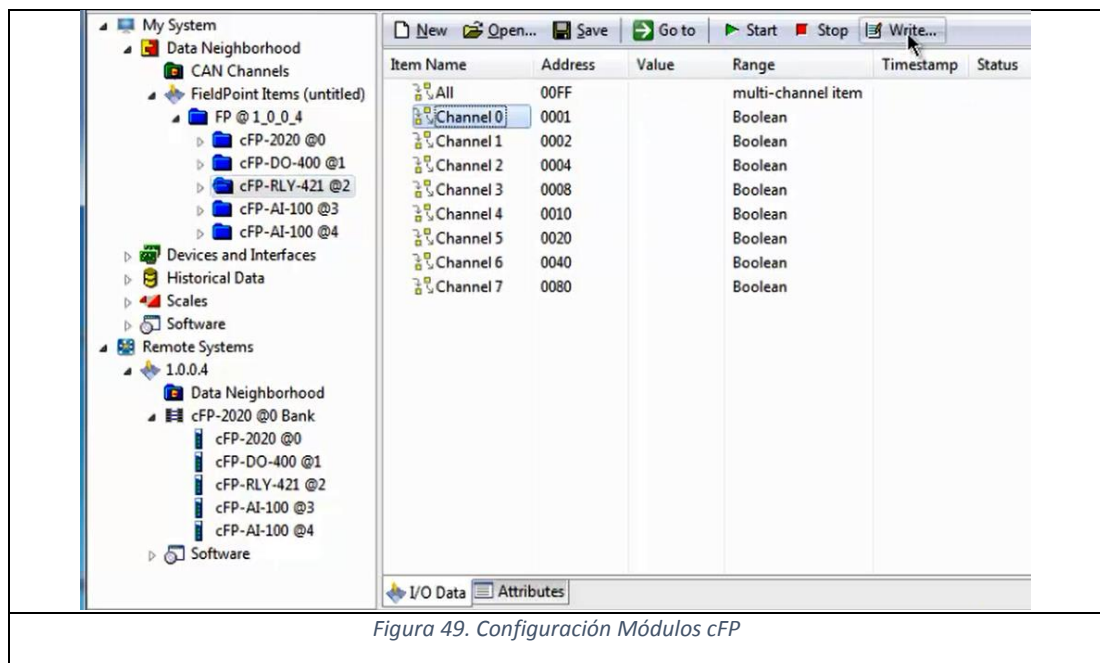 My System
Data Neighborhood
CAN Channels
FieldPoint Items (untitled)
FP @ 1_0_0_4
cFP-2020 @0
cFP-DO-400 @1
cFP-RLY-421 @2
cFP-AI-100 @3
cFP-AI-100 @4
Devices and Interfaces
Historical Data
Scales
Software
Remote Systems
1.0.0.4
Data Neighborhood
cFP-2020 @0 Bank
cFP-2020 @0
cFP-DO-400 @1
cFP-RLY-421 @2
cFP-AI-100 @3
cFP-AI-100 @4
Software
New Open... Save Go to Start Stop Write...
Item Name Address Value Range Timestamp Status
All 00FF multi-channel item
Channel 0 0001 Boolean
Channel 1 0002 Boolean
Channel 2 0004 Boolean
Channel 3 0008 Boolean
Channel 4 0010 Boolean
Channel 5 0020 Boolean
Channel 6 0040 Boolean
Channel 7 0080 Boolean
I/O Data Attributes
Figura 49. Configuración Módulos cFP